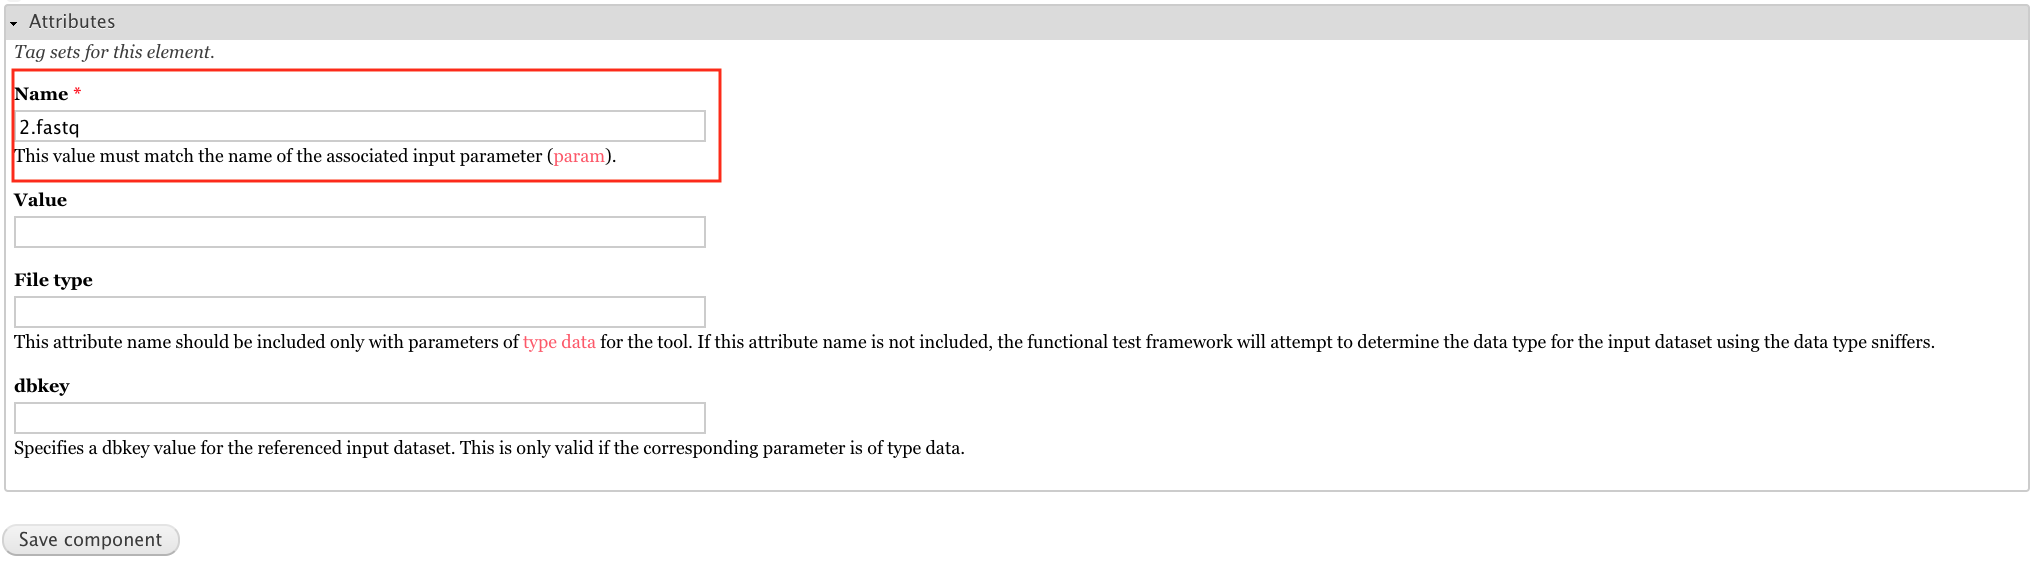 Attributes
Tag sets for this element.
Name *
2.fastq
This value must match the name of the associated input parameter (param).
Value
File type
This attribute name should be included only with parameters of type data for the tool. If this attribute name is not included, the functional test framework will attempt to determine the data type for the input dataset using the data type sniffers.
dbkey
Specifies a dbkey value for the referenced input dataset. This is only valid if the corresponding parameter is of type data.
Save component